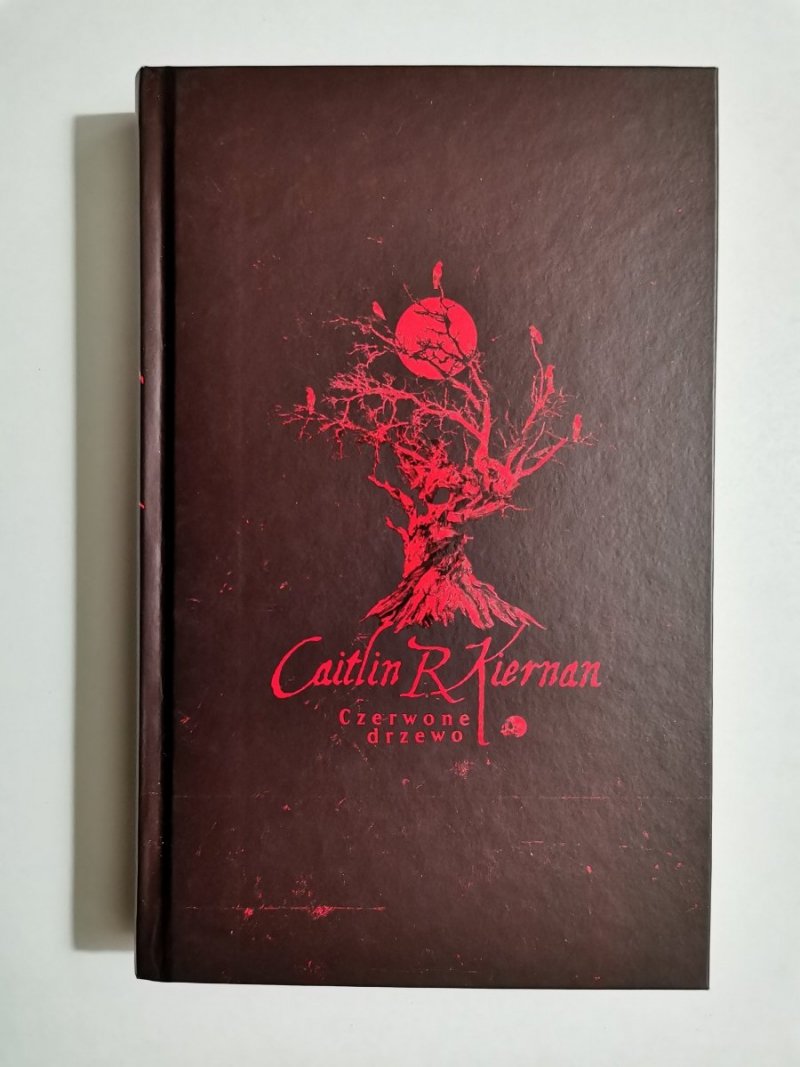 Caitlin R Kiernan
Czerwone
drzewo